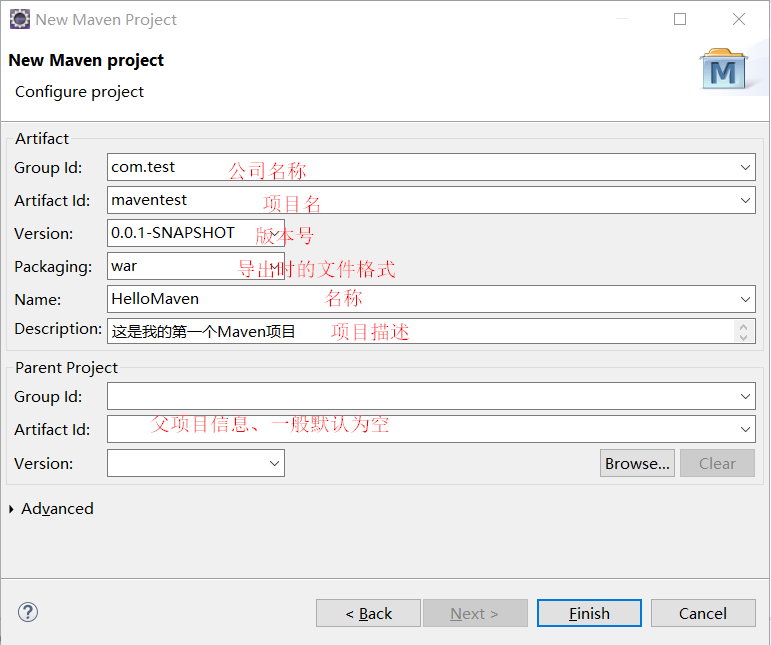 New Maven Project
New Maven project
Configure project
M
Artifact
Group Id: com.test 公司名称
Artifact Id: maventest 项目名
Version: 0.0.1-SNAPSHOT 版本号
Packaging: war 导出时的文件格式
Name: HelloMaven 名称
Description: 这是我的第一个Maven项目 项目描述
Parent Project
Group Id:
Artifact Id: 父项目信息、一般默认为空
Version: Browse... Clear
Advanced
? < Back Next > Finish Cancel